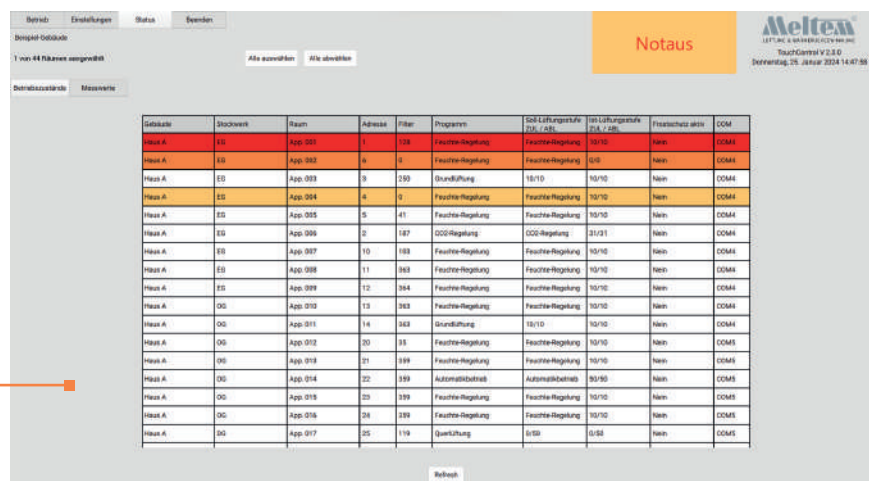 Betrieb Einstellungen Status Beenden
Beispiel-Gebäude
1 von 44 Räumen ausgewählt
Alle auswählen Alle abwählen
Notaus
Meltem
LÜFTUNG & WÄRMERÜCKGEWINNUNG
TouchControl V 2.3.0
Donnerstag, 25. Januar 2024 14:47:58
Betriebszustände Messwerte
Gebäude Stockwerk Raum Adresse Filter Programm Soll-Lüftungsstufe ZUL / ABL Ist-Lüftungsstufe ZUL / ABL Frostschutz aktiv COM
Haus A EG App. 001 1 Feuchte-Regelung Feuchte-Regelung 10/10 Nein COM4
Haus A EG App. 002 6 0 Feuchte-Regelung Feuchte-Regelung 0/0 Nein COM4
Haus A EG App. 003 3 250 Grundlüftung 10/10 10/10 Nein COM4
Haus A EG App. 004 4 0 Feuchte-Regelung Feuchte-Regelung 10/10 Nein COM4
Haus A EG App. 005 5 41 Feuchte-Regelung Feuchte-Regelung 10/10 Nein COM4
Haus A EG App. 006 2 187 CO2-Regelung CO2-Regelung 31/31 Nein COM4
Haus A EG App. 007 10 Feuchte-Regelung Feuchte-Regelung 10/10 Nein COM4
Haus A EG App. 008 11 363 Feuchte-Regelung Feuchte-Regelung 10/10 Nein COM4
Haus A EG App. 009 12 364 Feuchte-Regelung Feuchte-Regelung 10/10 Nein COM4
Haus A OG App. 010 13 363 Feuchte-Regelung Feuchte-Regelung 10/10 Nein COM4
Haus A OG App. 011 14 363 Grundlüftung 10/10 10/10 Nein COM4
Haus A OG App. 012 20 35 Feuchte-Regelung Feuchte-Regelung 10/10 Nein COM5
Haus A OG App. 013 21 359 Feuchte-Regelung Feuchte-Regelung 10/10 Nein COM5
Haus A OG App. 014 22 359 Automatikbetrieb Automatikbetrieb 50/50 Nein COM5
Haus A OG App. 015 23 359 Feuchte-Regelung Feuchte-Regelung 10/10 Nein COM5
Haus A OG App. 016 24 359 Feuchte-Regelung Feuchte-Regelung 10/10 Nein COM5
Haus A App. 017 25 119 Querlüftung 0/50 0/50 Nein COM5
Refresh